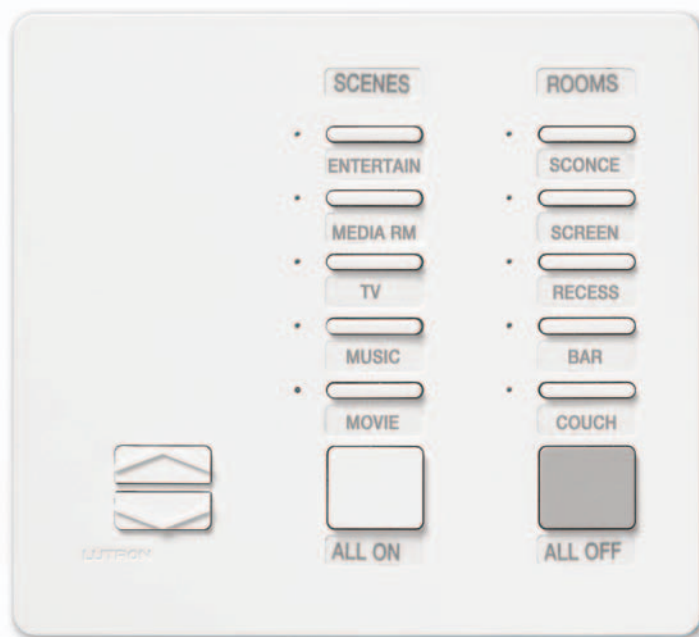 SCENES
ROOMS
ENTERTAIN
SCONCE
MEDIA RM
SCREEN
TV
RECESS
MUSIC
BAR
MOVIE
COUCH
LUTRON
ALL ON
ALL OFF